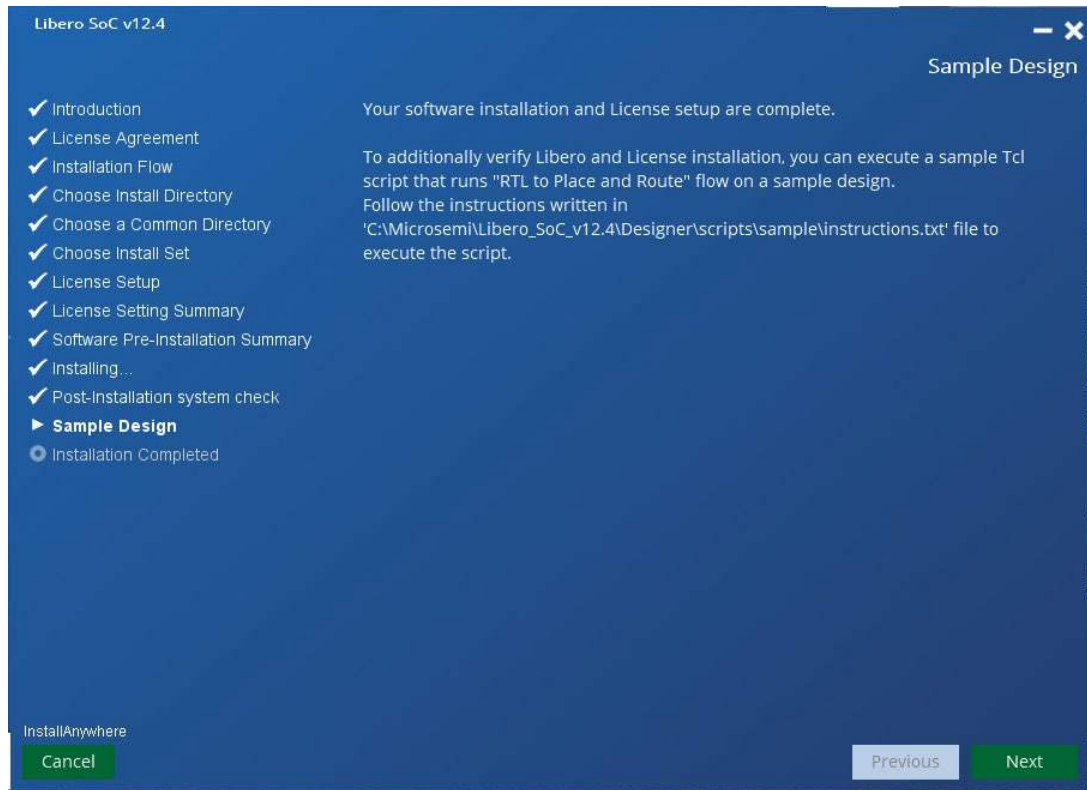 Libero SoC v12.4
Sample Design
Introduction
License Agreement
Installation Flow
Choose Install Directory
Choose a Common Directory
Choose Install Set
License Setup
License Setting Summary
Software Pre-Installation Summary
Installing...
Post-Installation system check
Sample Design
Installation Completed
Your software installation and License setup are complete.
To additionally verify Libero and License installation, you can execute a sample Tcl
script that runs "RTL to Place and Route" flow on a sample design.
Follow the instructions written in
'C:\Microsemi\Libero_SoC_v12.4\Designer\scripts\sample\instructions.txt' file to
execute the script.
InstallAnywhere
Cancel
Previous
Next